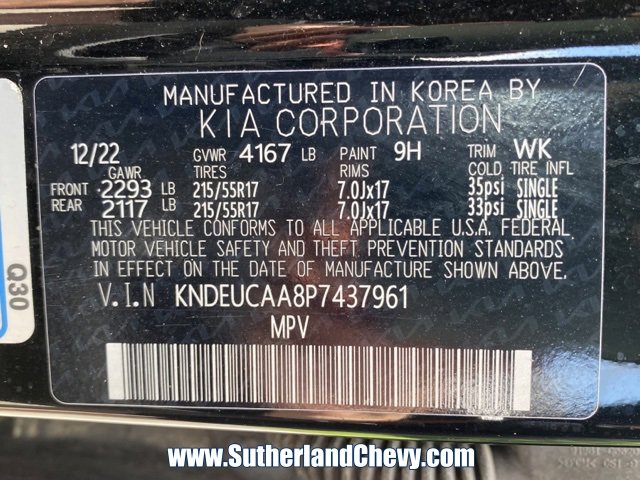 MANUFACTURED IN KOREA BY
KIA CORPORATION
12/22 GVWR 4167 LB PAINT 9H TRIM WK
GAWR TIRES RIMS COLD TIRE INFL
FRONT 2293 LB 215/55R17 7.0Jx17 35psi SINGLE
REAR 2117 LB 215/55R17 7.0Jx17 33psi SINGLE
THIS VEHICLE CONFORMS TO ALL APPLICABLE U.S.A. FEDERAL
MOTOR VEHICLE SAFETY AND THEFT PREVENTION STANDARDS
IN EFFECT ON THE DATE OF MANUFACTURE SHOWN ABOVE.
V.I.N KNDEUCAA8P7437961
MPV
Q30
www.SutherlandChevy.com